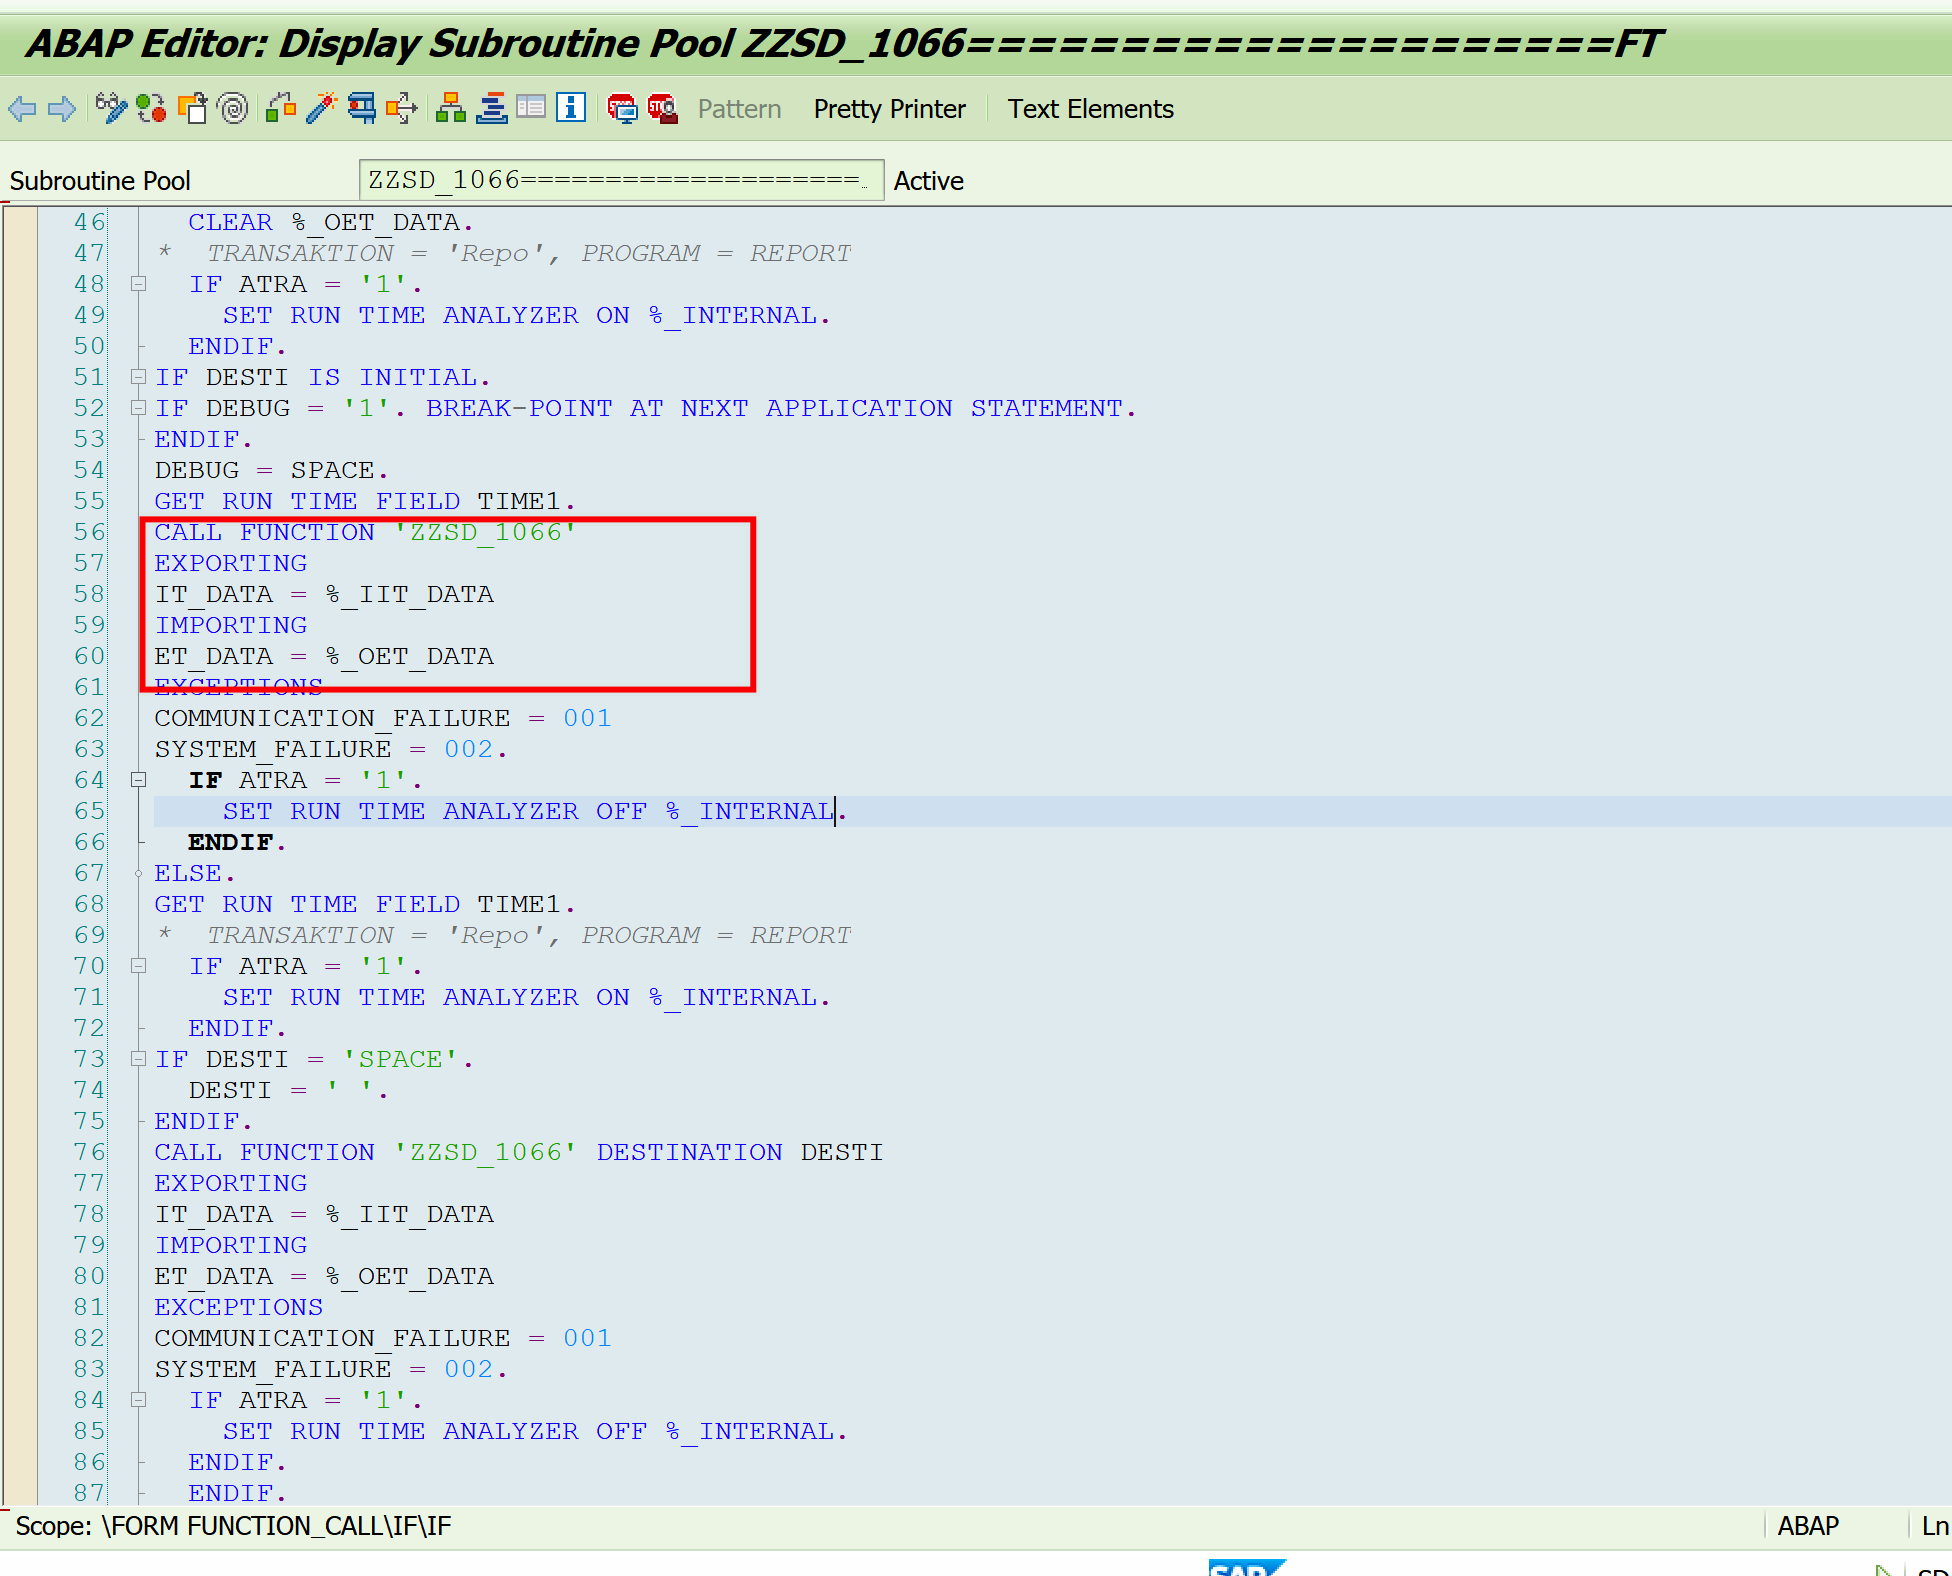 ABAP Editor: Display Subroutine Pool ZZSD_1066=====================FT
Pattern Pretty Printer Text Elements
Subroutine Pool ZZSD_1066==================== Active
46 CLEAR %_OET_DATA.
47 *  TRANSAKTION = 'Repo', PROGRAM = REPORT
48 IF ATRA = '1'.
49 SET RUN TIME ANALYZER ON %_INTERNAL.
50 ENDIF.
51 IF DESTI IS INITIAL.
52 IF DEBUG = '1'. BREAK-POINT AT NEXT APPLICATION STATEMENT.
53 ENDIF.
54 DEBUG = SPACE.
55 GET RUN TIME FIELD TIME1.
56 CALL FUNCTION 'ZZSD_1066'
57 EXPORTING
58 IT_DATA = %_IIT_DATA
59 IMPORTING
60 ET_DATA = %_OET_DATA
61 EXCEPTIONS
62 COMMUNICATION_FAILURE = 001
63 SYSTEM_FAILURE = 002.
64 IF ATRA = '1'.
65 SET RUN TIME ANALYZER OFF %_INTERNAL.
66 ENDIF.
67 ELSE.
68 GET RUN TIME FIELD TIME1.
69 *  TRANSAKTION = 'Repo', PROGRAM = REPORT
70 IF ATRA = '1'.
71 SET RUN TIME ANALYZER ON %_INTERNAL.
72 ENDIF.
73 IF DESTI = 'SPACE'.
74 DESTI = ' '.
75 ENDIF.
76 CALL FUNCTION 'ZZSD_1066' DESTINATION DESTI
77 EXPORTING
78 IT_DATA = %_IIT_DATA
79 IMPORTING
80 ET_DATA = %_OET_DATA
81 EXCEPTIONS
82 COMMUNICATION_FAILURE = 001
83 SYSTEM_FAILURE = 002.
84 IF ATRA = '1'.
85 SET RUN TIME ANALYZER OFF %_INTERNAL.
86 ENDIF.
87 ENDIF.
Scope: \FORM FUNCTION_CALL\IF\IF ABAP Ln
SAP